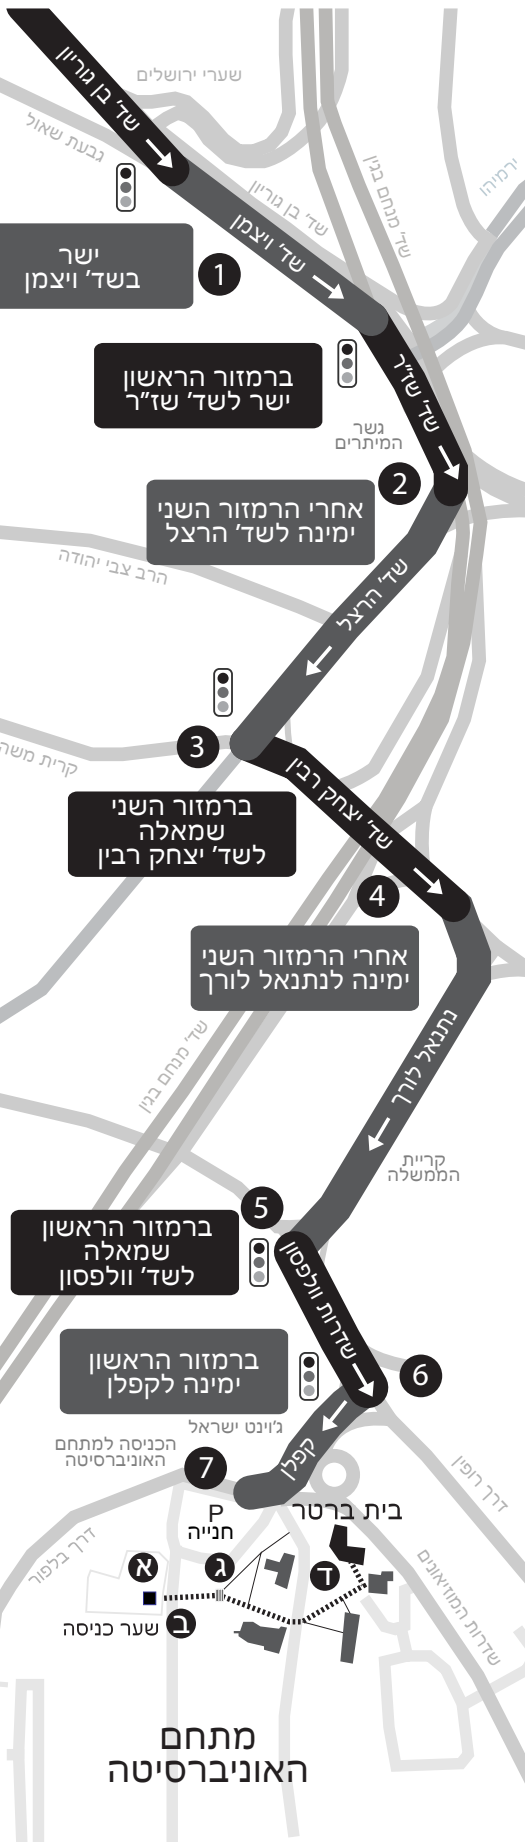 שד׳ בן גוריון
שערי ירושלים
גבעת שאול
שד׳ בן גוריון
שד׳ מנחם בגין
ירמיהו
שד׳ ויצמן
1
ישר
בשד׳ ויצמן
ברמזור הראשון
ישר לשד׳ שז״ר
שד׳ שז״ר
גשר
המיתרים
2
אחרי הרמזור השני
ימינה לשד׳ הרצל
שד׳ הרצל
הרב צבי יהודה
3
קרית משה
שד׳ יצחק רבין
ברמזור השני
שמאלה
לשד׳ יצחק רבין
4
אחרי הרמזור השני
ימינה לנתנאל לורך
נתנאל לורך
שד׳ מנחם בגין
קריית
הממשלה
5
ברמזור הראשון
שמאלה
לשד׳ וולפסון
שדרות וולפסון
ברמזור הראשון
ימינה לקפלן
6
ג׳וינט ישראל
קפלן
הכניסה למתחם
האוניברסיטה
7
דרך רופין
P
חנייה
בית ברטר
דרך בלפור
שדרות המוזיאונים
א
ג
ד
ב
שער כניסה
מתחם
האוניברסיטה